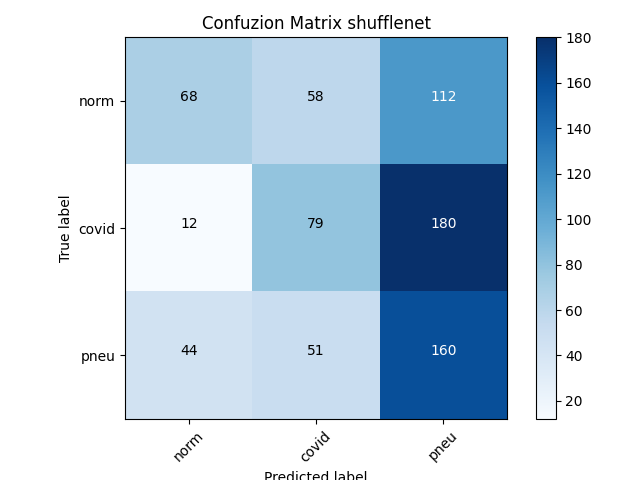 Confuzion Matrix shufflenet
True label
norm 68 58 112
covid 12 79 180
pneu 44 51 160
norm covid pneu
Predicted label
180
160
140
120
100
80
60
40
20